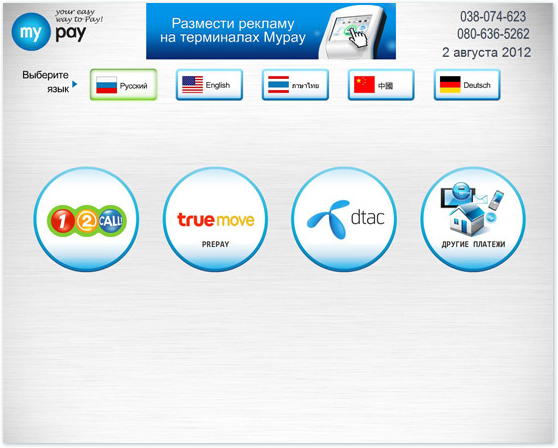 your easy
way to Pay!
my pay
Размести рекламу
на терминалах Mypay
038-074-623
080-636-5262
2 августа 2012
Выберите
язык
Русский
English
ภาษาไทย
中國
Deutsch
1 2 CALL!
truemove
PREPAY
dtac
ДРУГИЕ ПЛАТЕЖИ